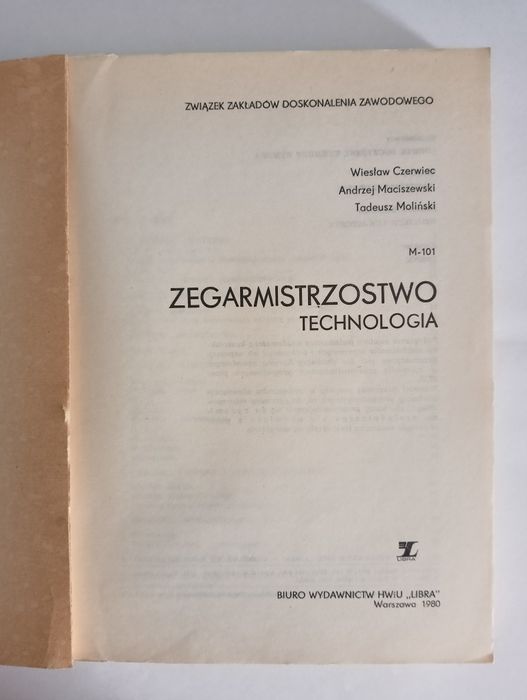 ZWIĄZEK ZAKŁADÓW DOSKONALENIA ZAWODOWEGO
Wiesław Czerwiec
Andrzej Maciszewski
Tadeusz Moliński
M-101
ZEGARMISTRZOSTWO
TECHNOLOGIA
LIBRA
BIURO WYDAWNICTW HWiU „LIBRA"
Warszawa 1980